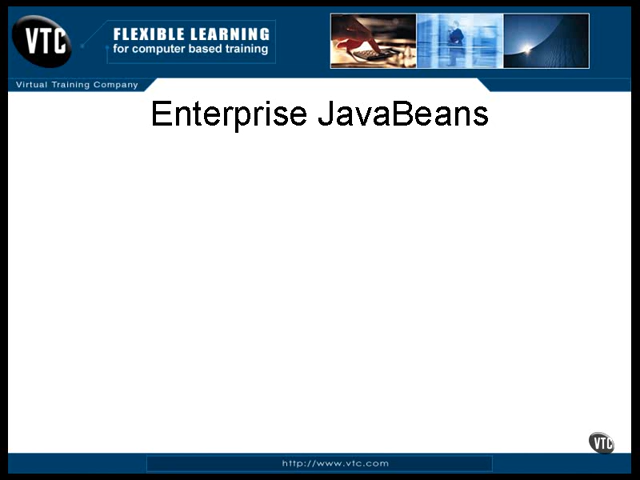 VTC
FLEXIBLE LEARNING
for computer based training
Virtual Training Company
Enterprise JavaBeans
VTC
http://www.vtc.com